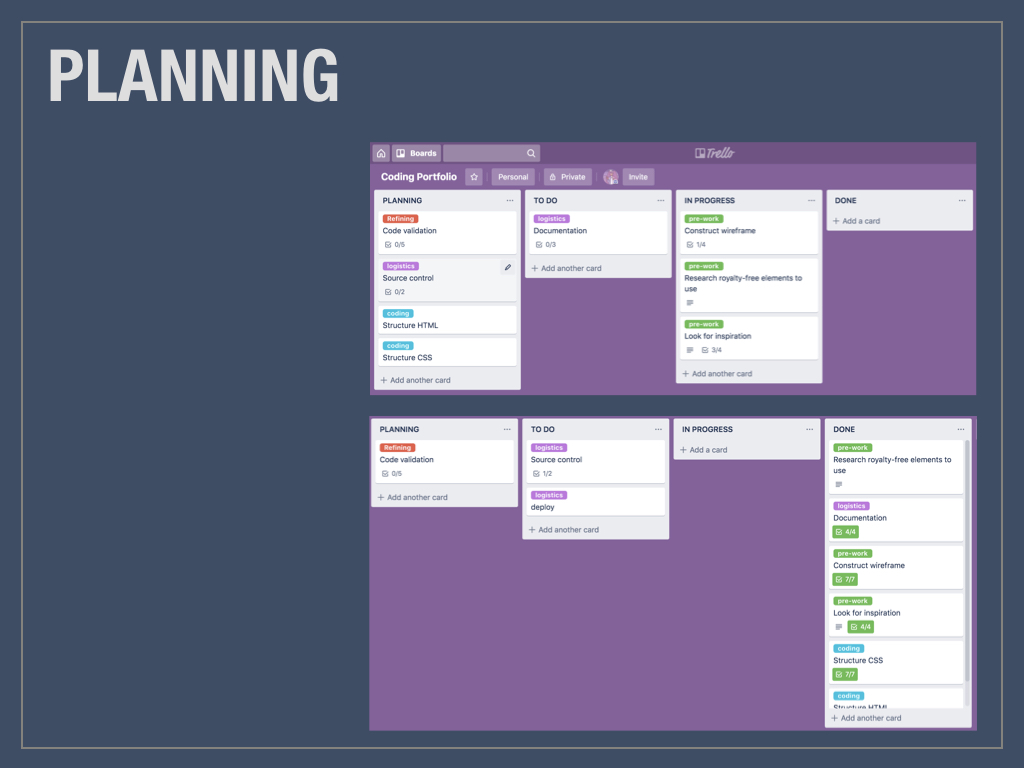 PLANNING
Boards
Trello
Coding Portfolio
Personal
Private
Invite
PLANNING
Refining
Code validation
0/5
logistics
Source control
0/2
coding
Structure HTML
coding
Structure CSS
+ Add another card
TO DO
logistics
Documentation
0/3
+ Add another card
IN PROGRESS
pre-work
Construct wireframe
1/4
pre-work
Research royalty-free elements to
use
pre-work
Look for inspiration
3/4
+ Add another card
DONE
+ Add a card
PLANNING
Refining
Code validation
0/5
+ Add another card
TO DO
logistics
Source control
1/2
logistics
deploy
+ Add another card
IN PROGRESS
+ Add a card
DONE
pre-work
Research royalty-free elements to
use
logistics
Documentation
4/4
pre-work
Construct wireframe
7/7
pre-work
Look for inspiration
4/4
coding
Structure CSS
7/7
coding
Structure HTML
+ Add another card